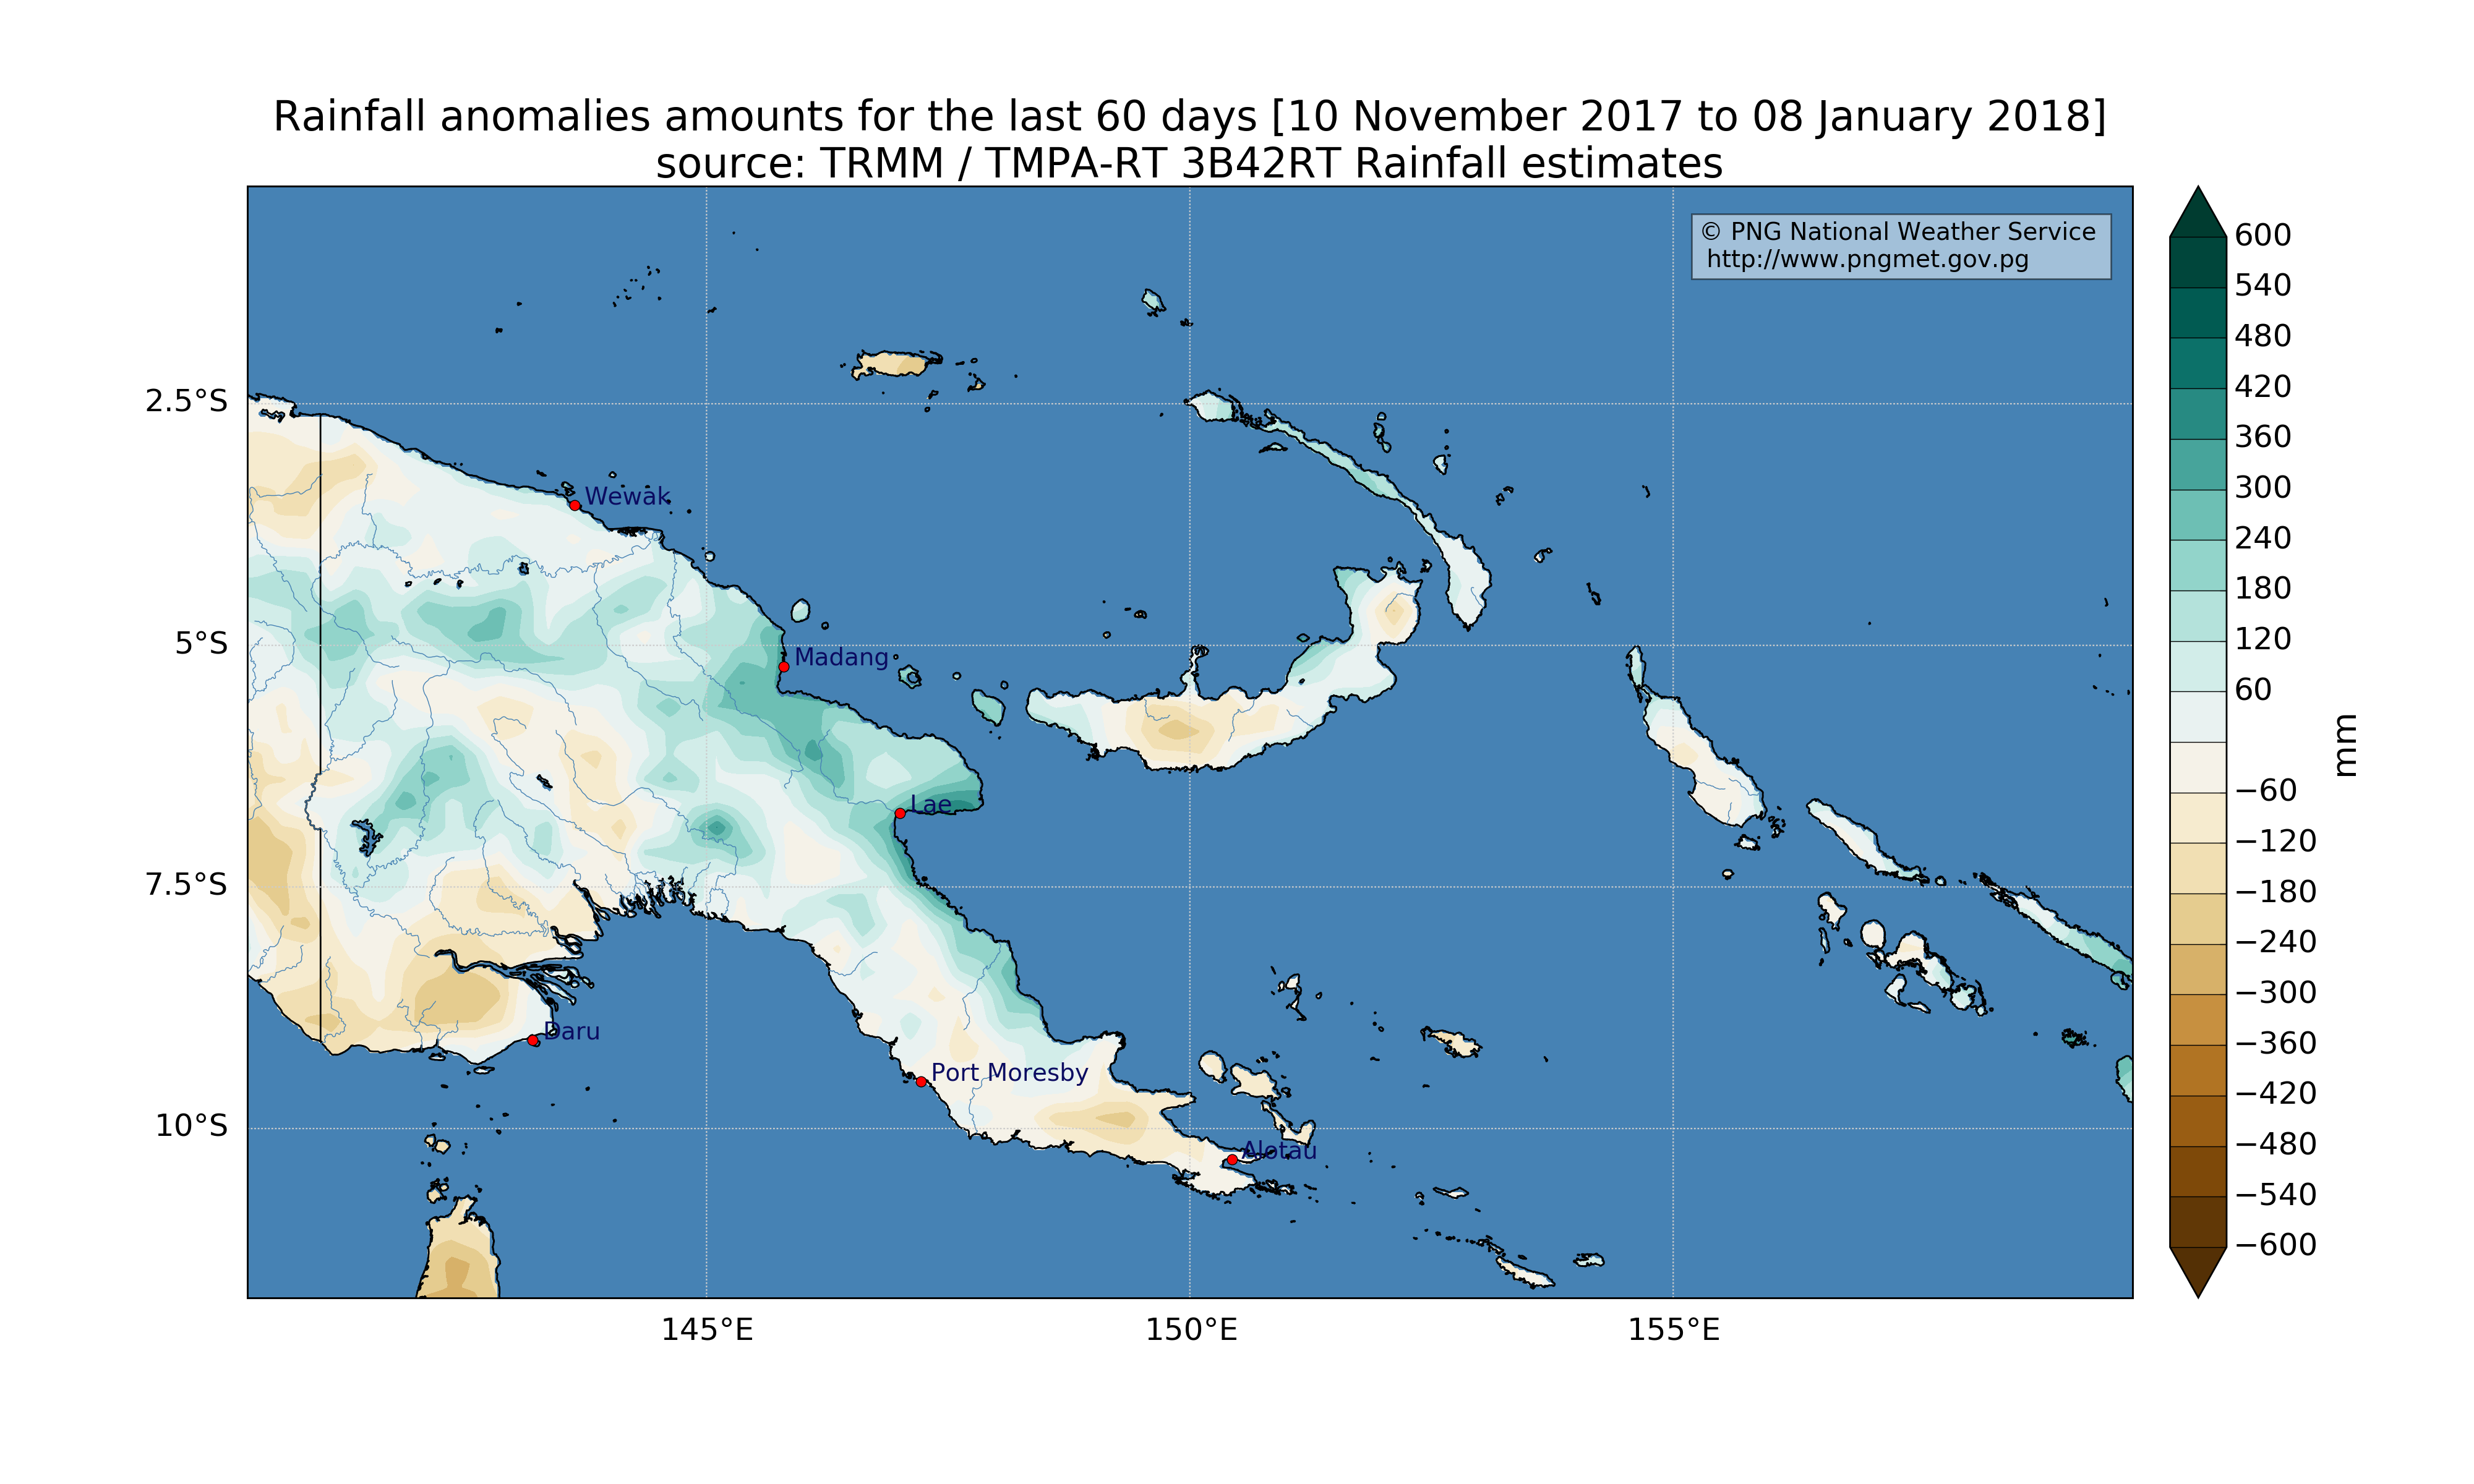 Rainfall anomalies amounts for the last 60 days [10 November 2017 to 08 January 2018]
source: TRMM / TMPA-RT 3B42RT Rainfall estimates
© PNG National Weather Service
http://www.pngmet.gov.pg
2.5°S
5°S
7.5°S
10°S
145°E
150°E
155°E
Wewak
Madang
Lae
Daru
Port Moresby
Alotau
600
540
480
420
360
300
240
180
120
60
−60
−120
−180
−240
−300
−360
−420
−480
−540
−600
mm